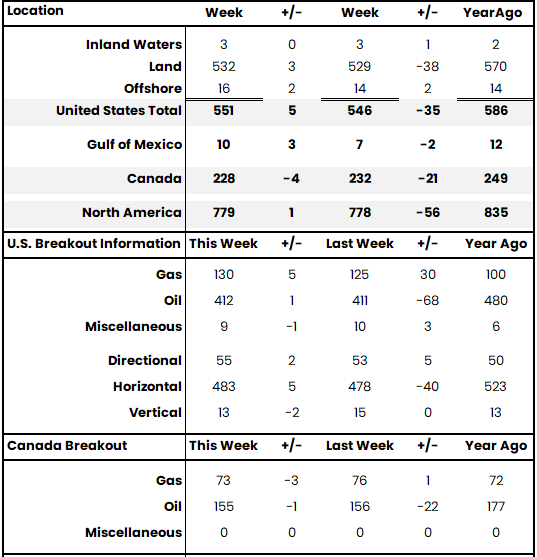 Location Week +/- Week +/- YearAgo
Inland Waters 3 0 3 1 2
Land 532 3 529 -38 570
Offshore 16 2 14 2 14
United States Total 551 5 546 -35 586
Gulf of Mexico 10 3 7 -2 12
Canada 228 -4 232 -21 249
North America 779 1 778 -56 835
U.S. Breakout Information This Week +/- Last Week +/- Year Ago
Gas 130 5 125 30 100
Oil 412 1 411 -68 480
Miscellaneous 9 -1 10 3 6
Directional 55 2 53 5 50
Horizontal 483 5 478 -40 523
Vertical 13 -2 15 0 13
Canada Breakout This Week +/- Last Week +/- Year Ago
Gas 73 -3 76 1 72
Oil 155 -1 156 -22 177
Miscellaneous 0 0 0 0 0